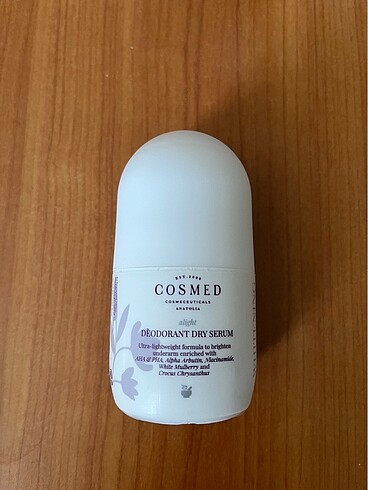 EST. 2008
COSMED
COSMECEUTICALS
ANATOLIA
alight
DEODORANT DRY SERUM
Ultra-lightweight formula to brighten
underarm enriched with
AHA & PHA, Alpha Arbutin, Niacinamide,
White Mulberry and
Crocus Chrysanthus